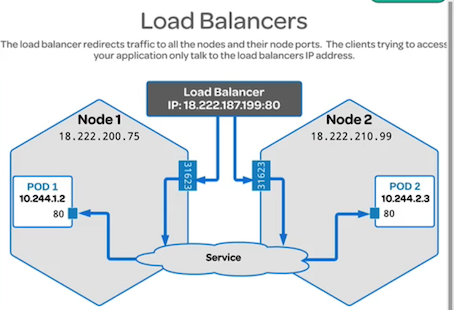 Load Balancers
The load balancer redirects traffic to all the nodes and their node ports. The clients trying to access
your application only talk to the load balancers IP address.
Load Balancer
IP: 18.222.187.199:80
Node 1
18.222.200.75
Node 2
18.222.210.99
31623
31623
POD 1
10.244.1.2
80
POD 2
10.244.2.3
80
Service